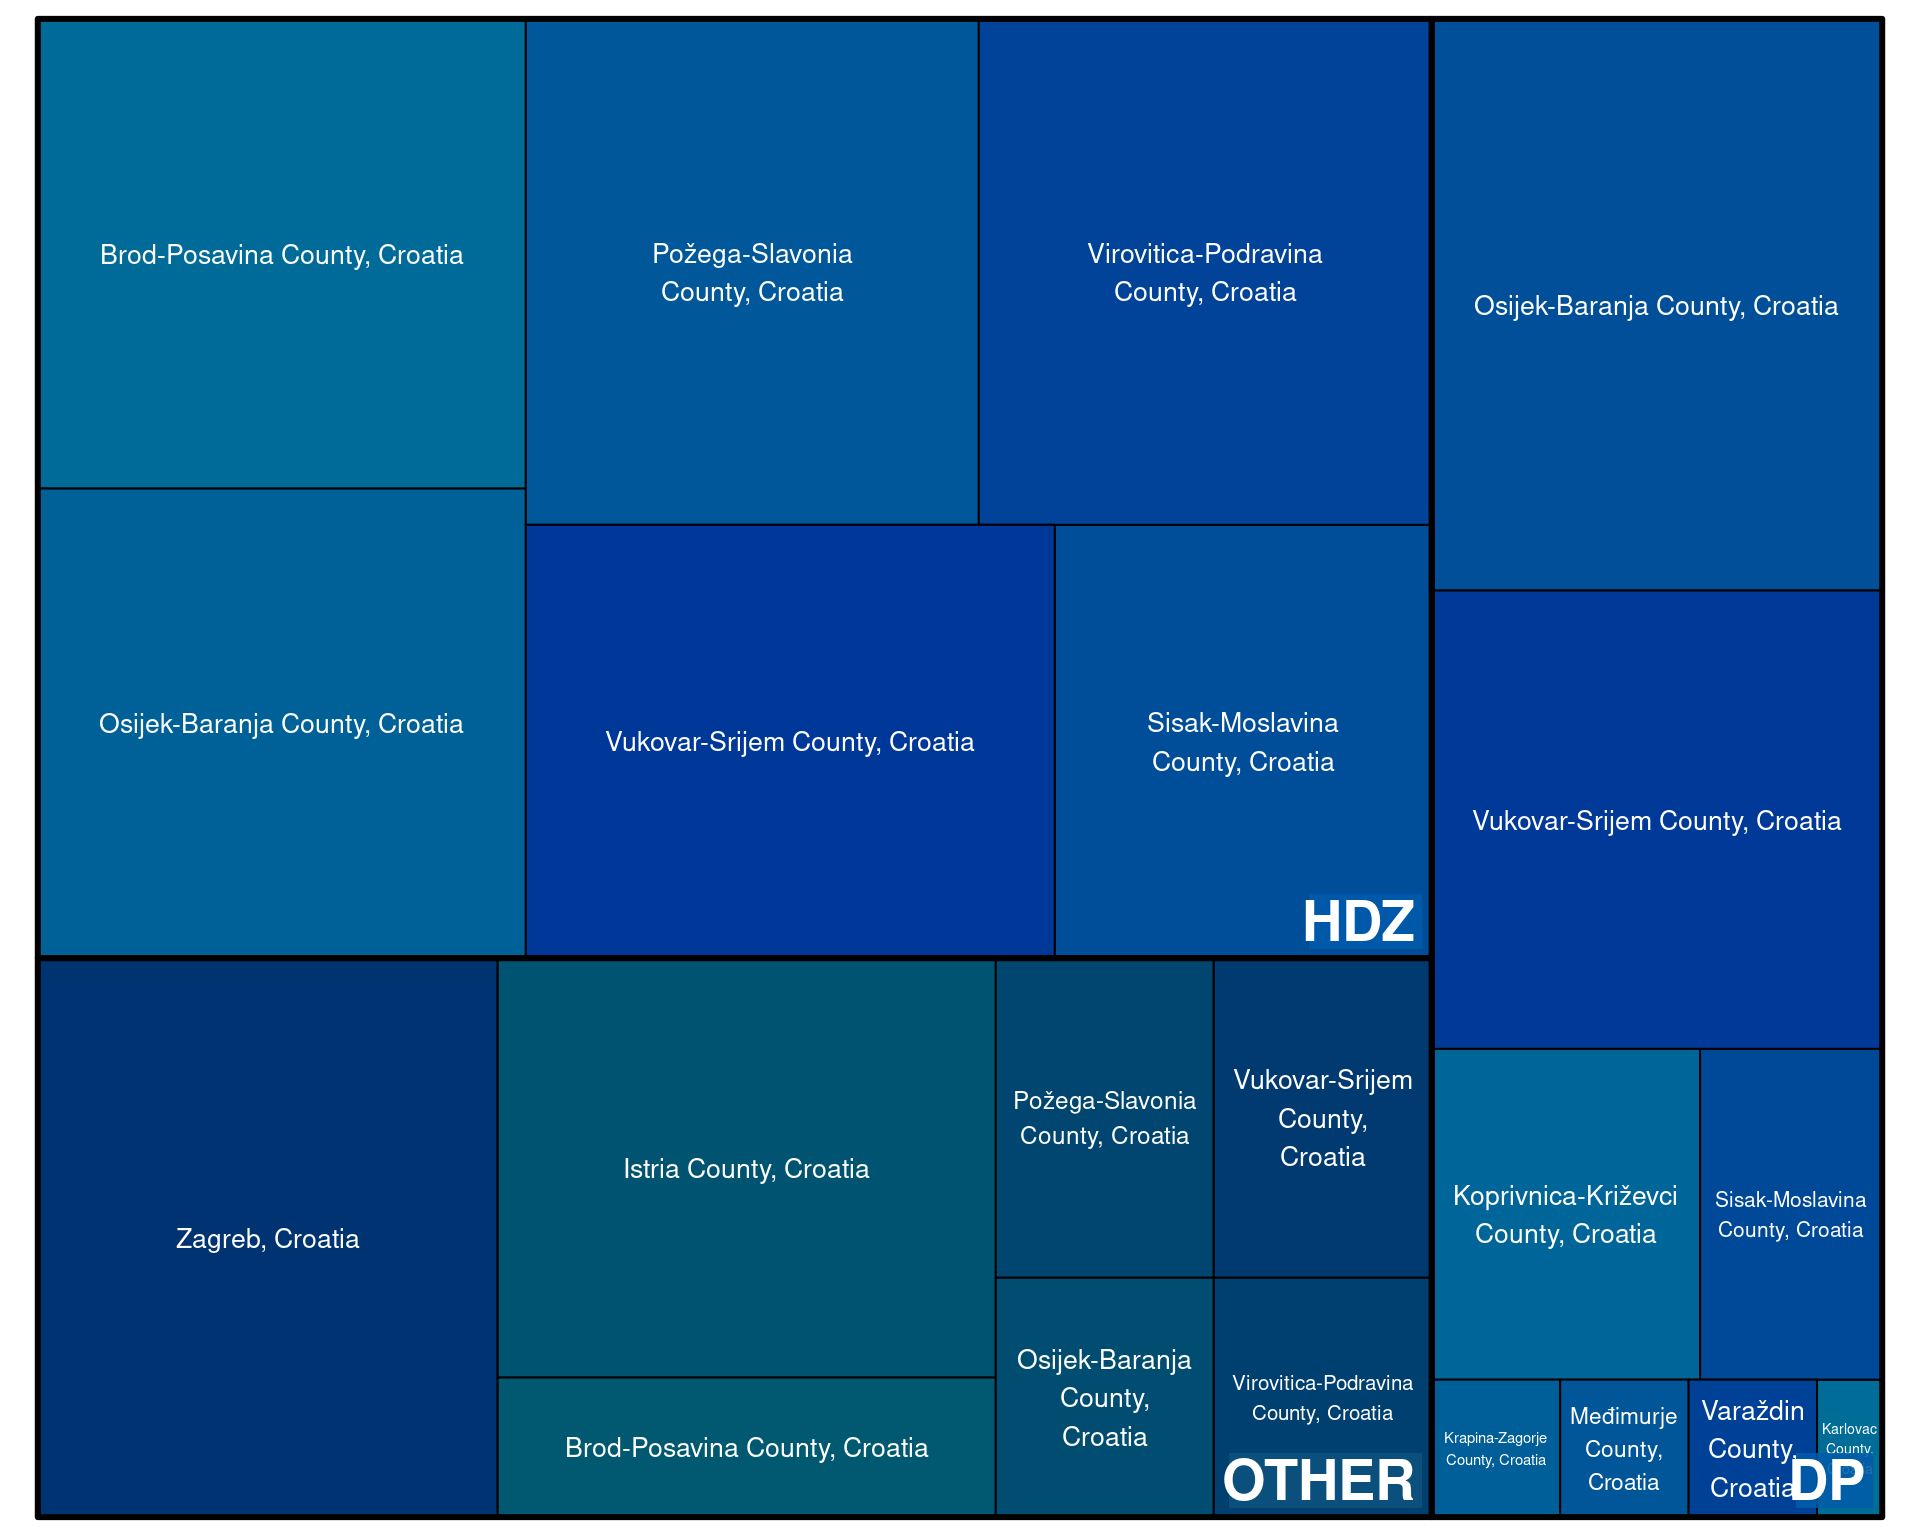 Brod-Posavina County, Croatia
Požega-Slavonia
County, Croatia
Virovitica-Podravina
County, Croatia
Osijek-Baranja County, Croatia
Osijek-Baranja County, Croatia
Vukovar-Srijem County, Croatia
Sisak-Moslavina
County, Croatia
HDZ
Vukovar-Srijem County, Croatia
Zagreb, Croatia
Istria County, Croatia
Brod-Posavina County, Croatia
Požega-Slavonia
County, Croatia
Vukovar-Srijem
County,
Croatia
Osijek-Baranja
County,
Croatia
Virovitica-Podravina
County, Croatia
OTHER
Koprivnica-Križevci
County, Croatia
Sisak-Moslavina
County, Croatia
Krapina-Zagorje
County, Croatia
Međimurje
County,
Croatia
Varaždin
County,
Croatia
Karlovac
County,
DP